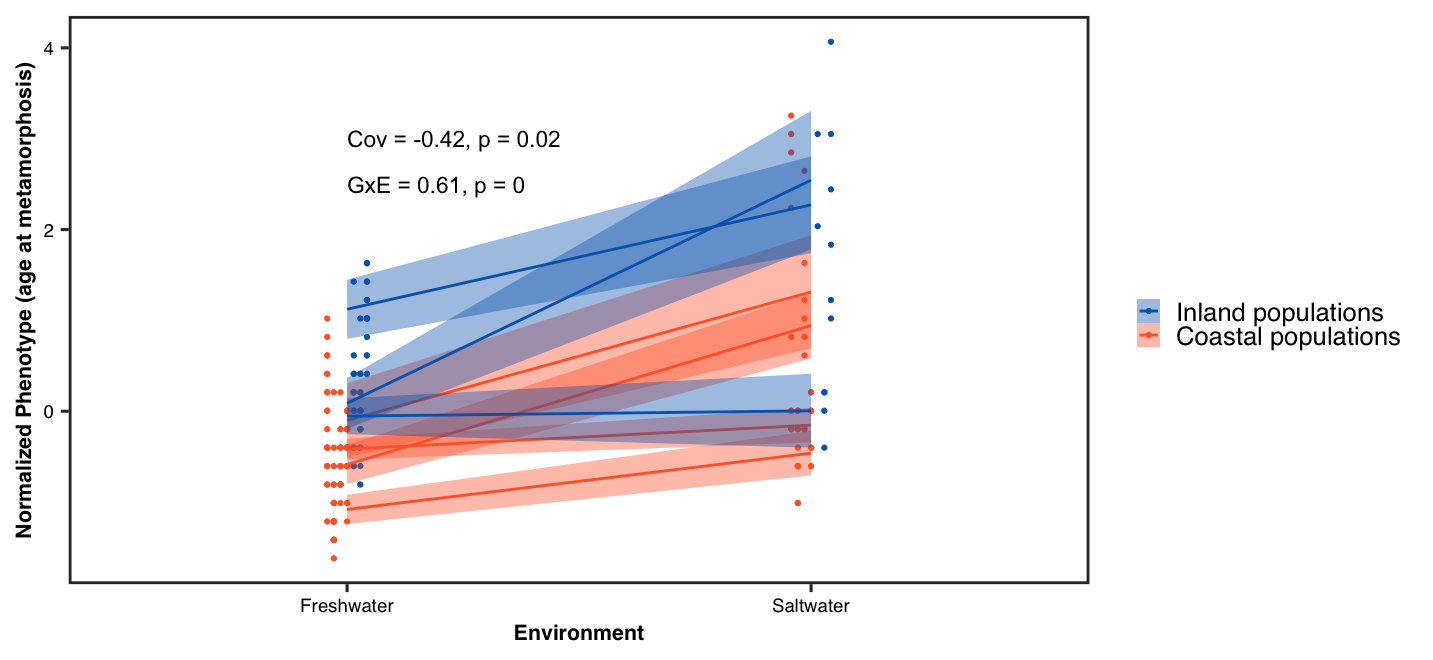 Normalized Phenotype (age at metamorphosis)
4
2
0
Cov = -0.42, p = 0.02
GxE = 0.61, p = 0
Freshwater
Saltwater
Environment
Inland populations
Coastal populations